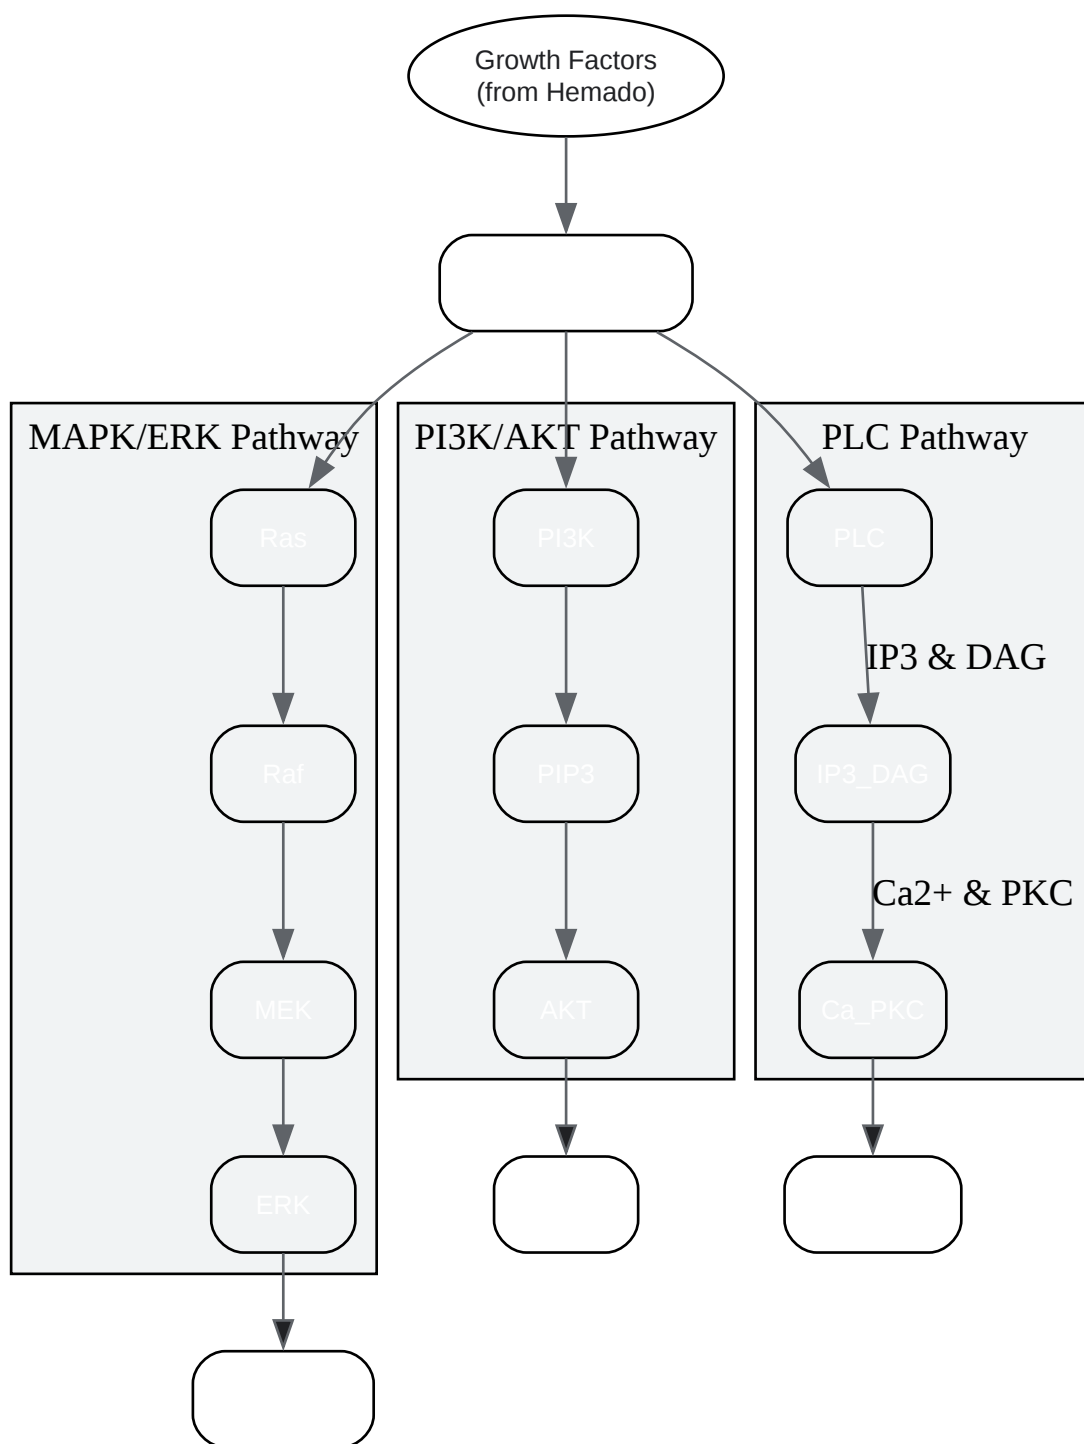 Growth Factors
(from Hemado)
MAPK/ERK Pathway
PI3K/AKT Pathway
PLC Pathway
Ras
PI3K
PLC
IP3 & DAG
Raf
PIP3
IP3_DAG
Ca2+ & PKC
MEK
AKT
Ca_PKC
ERK